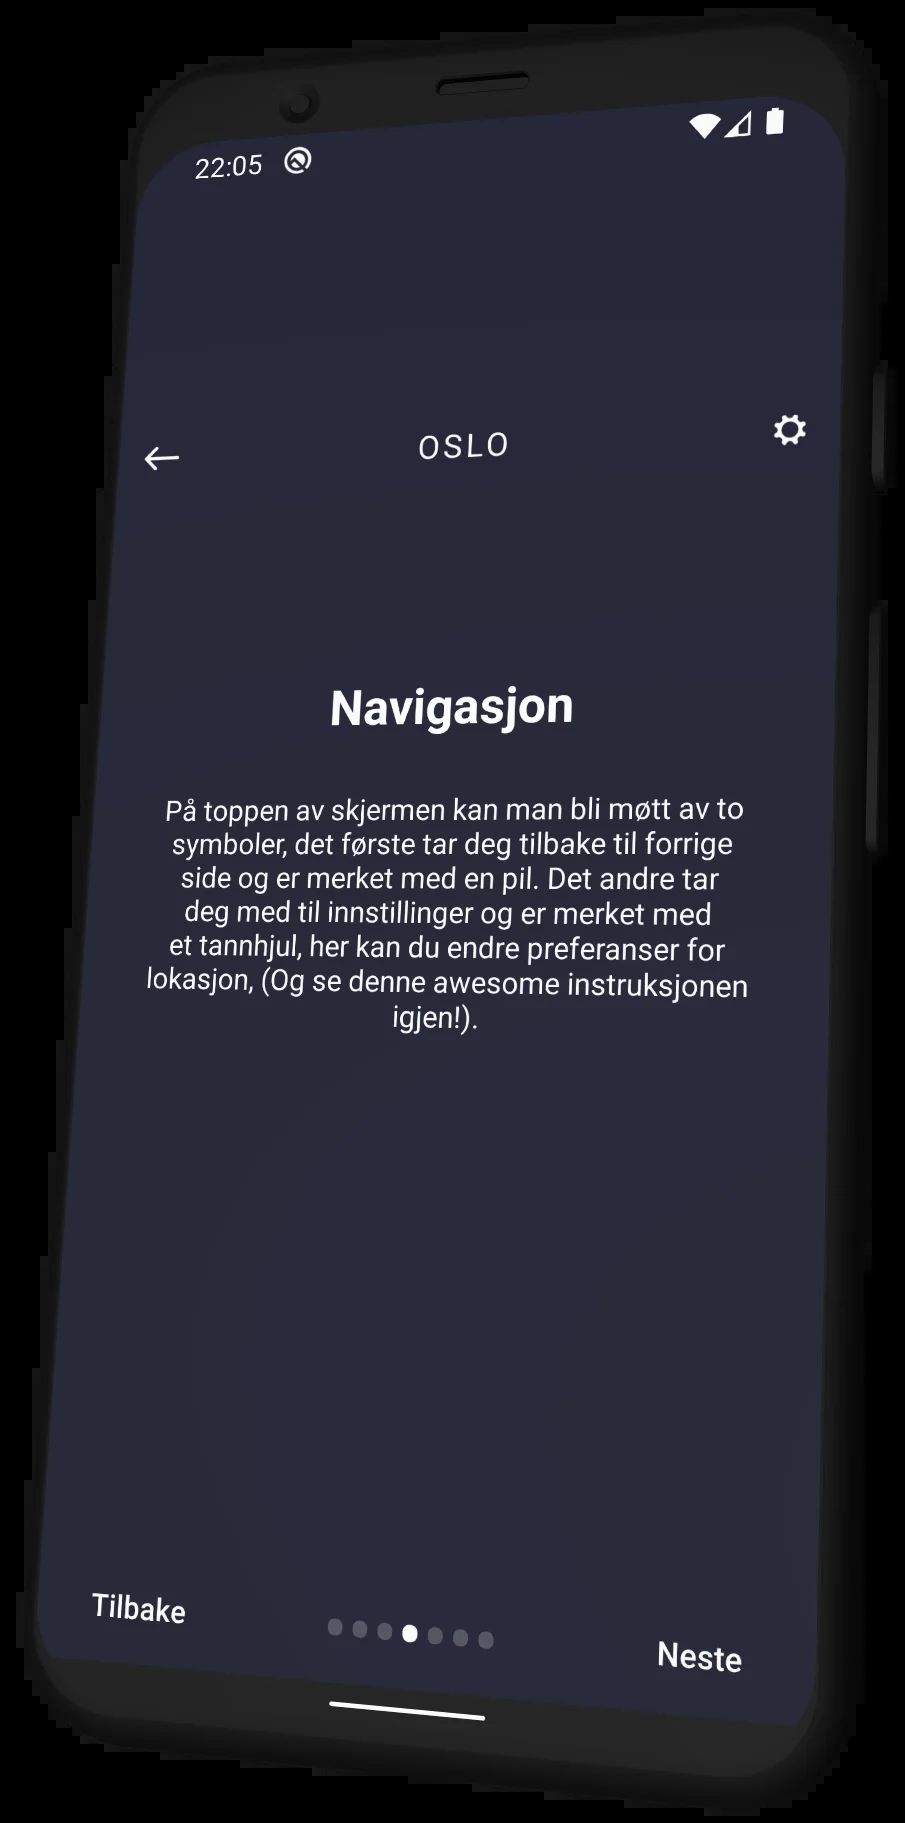 22:05
OSLO
Navigasjon
På toppen av skjermen kan man bli møtt av to
symboler, det første tar deg tilbake til forrige
side og er merket med en pil. Det andre tar
deg med til innstillinger og er merket med
et tannhjul, her kan du endre preferanser for
lokasjon, (Og se denne awesome instruksjonen
igjen!).
Tilbake
Neste